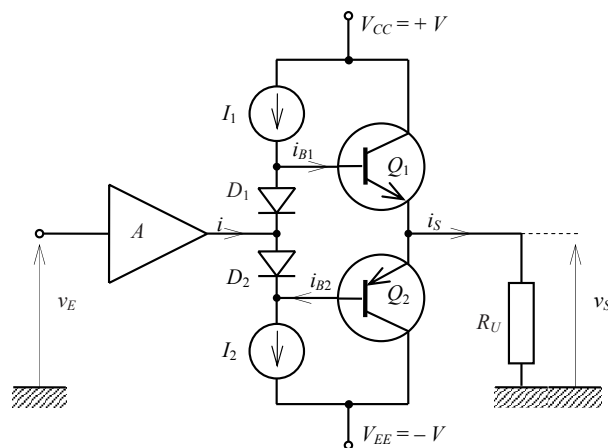 V_CC = + V
I_1
i_B1
Q_1
D_1
A
i
i_S
D_2
i_B2
Q_2
v_E
R_U
v_S
I_2
V_EE = − V